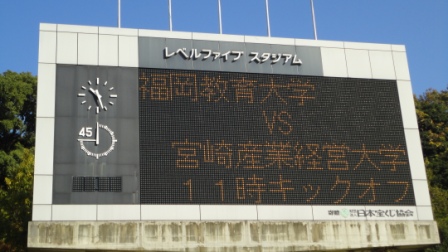 レベルファイブ スタジアム
福岡教育大学
VS
宮崎産業経営大学
11時キックオフ
45
日本宝くじ協会